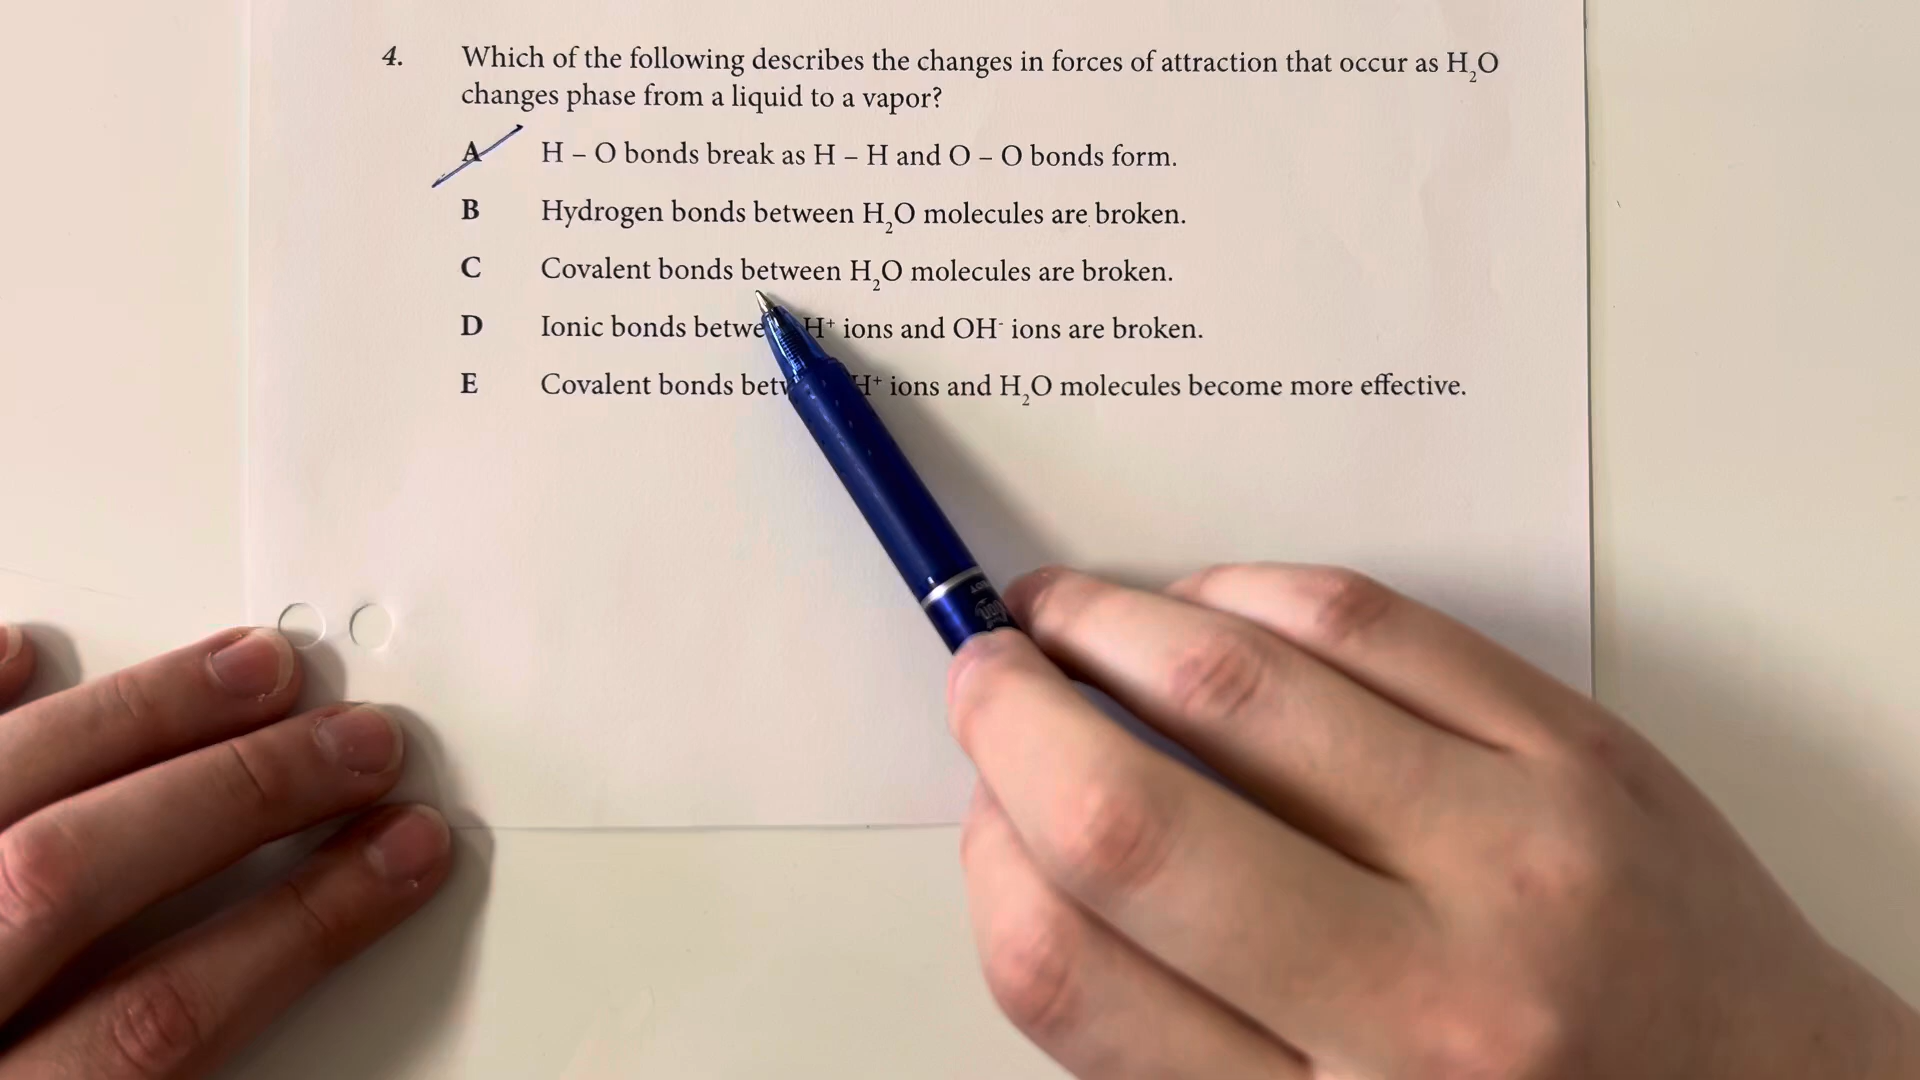 4. Which of the following describes the changes in forces of attraction that occur as H₂O
changes phase from a liquid to a vapor?
A H – O bonds break as H – H and O – O bonds form.
B Hydrogen bonds between H₂O molecules are broken.
C Covalent bonds between H₂O molecules are broken.
D Ionic bonds betwe H⁺ ions and OH⁻ ions are broken.
E Covalent bonds bet H⁺ ions and H₂O molecules become more effective.